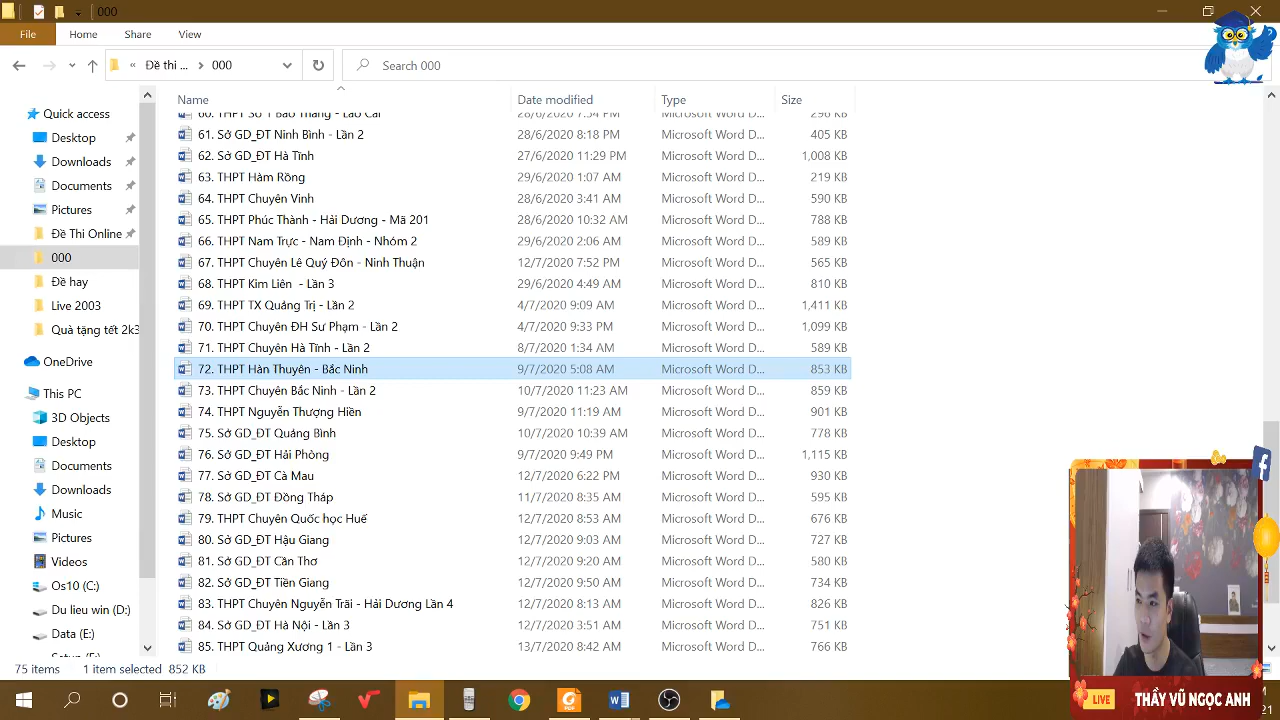 000
File Home Share View
« Đề thi ... › 000 Search 000
Name Date modified Type Size
Quick access
Desktop
Downloads
Documents
Pictures
Đề Thi Online
000
Đề hay
Live 2003
Quà tặng tết 2k3
OneDrive
This PC
3D Objects
Desktop
Documents
Downloads
Music
Pictures
Videos
Os10 (C:)
Du lieu win (D:)
Data (E:)
60. THPT Số 1 Bảo Thắng - Lào Cai 28/6/2020 7:54 PM Microsoft Word D... 296 KB
61. Sở GD_ĐT Ninh Bình - Lần 2 28/6/2020 8:18 PM Microsoft Word D... 405 KB
62. Sở GD_ĐT Hà Tĩnh 27/6/2020 11:29 PM Microsoft Word D... 1,008 KB
63. THPT Hàm Rồng 29/6/2020 1:07 AM Microsoft Word D... 219 KB
64. THPT Chuyên Vinh 28/6/2020 3:41 AM Microsoft Word D... 590 KB
65. THPT Phúc Thành - Hải Dương - Mã 201 28/6/2020 10:32 AM Microsoft Word D... 788 KB
66. THPT Nam Trực - Nam Định - Nhóm 2 29/6/2020 2:06 AM Microsoft Word D... 589 KB
67. THPT Chuyên Lê Quý Đôn - Ninh Thuận 12/7/2020 7:52 PM Microsoft Word D... 565 KB
68. THPT Kim Liên - Lần 3 29/6/2020 4:49 AM Microsoft Word D... 810 KB
69. THPT TX Quảng Trị - Lần 2 4/7/2020 9:09 AM Microsoft Word D... 1,411 KB
70. THPT Chuyên ĐH Sư Phạm - Lần 2 4/7/2020 9:33 PM Microsoft Word D... 1,099 KB
71. THPT Chuyên Hà Tĩnh - Lần 2 8/7/2020 1:34 AM Microsoft Word D... 589 KB
72. THPT Hàn Thuyên - Bắc Ninh 9/7/2020 5:08 AM Microsoft Word D... 853 KB
73. THPT Chuyên Bắc Ninh - Lần 2 10/7/2020 11:23 AM Microsoft Word D... 859 KB
74. THPT Nguyễn Thượng Hiền 9/7/2020 11:19 AM Microsoft Word D... 901 KB
75. Sở GD_ĐT Quảng Bình 10/7/2020 10:39 AM Microsoft Word D... 778 KB
76. Sở GD_ĐT Hải Phòng 9/7/2020 9:49 PM Microsoft Word D... 1,115 KB
77. Sở GD_ĐT Cà Mau 12/7/2020 6:22 PM Microsoft Word D... 930 KB
78. Sở GD_ĐT Đồng Tháp 11/7/2020 8:35 AM Microsoft Word D... 595 KB
79. THPT Chuyên Quốc học Huế 12/7/2020 8:53 AM Microsoft Word D... 676 KB
80. Sở GD_ĐT Hậu Giang 12/7/2020 9:03 AM Microsoft Word D... 727 KB
81. Sở GD_ĐT Cần Thơ 12/7/2020 9:20 AM Microsoft Word D... 580 KB
82. Sở GD_ĐT Tiền Giang 12/7/2020 9:50 AM Microsoft Word D... 734 KB
83. THPT Chuyên Nguyễn Trãi - Hải Dương Lần 4 12/7/2020 8:13 AM Microsoft Word D... 826 KB
84. Sở GD_ĐT Hà Nội - Lần 3 12/7/2020 3:51 AM Microsoft Word D... 751 KB
85. THPT Quảng Xương 1 - Lần 3 13/7/2020 8:42 AM Microsoft Word D... 766 KB
75 items 1 item selected 852 KB
LIVE THẦY VŨ NGỌC ANH